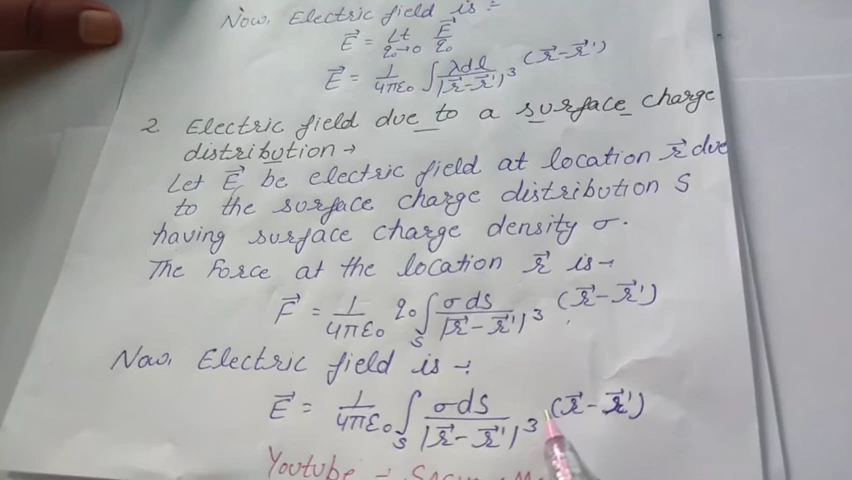 Now, Electric field is :-
E⃗ = Lt q₀→0 F⃗/q₀
E⃗ = 1/4πε₀ ∫ λdl/|r⃗-r⃗'|³ (r⃗-r⃗')
2. Electric field due to a surface charge
distribution →
Let E⃗ be electric field at location r⃗ due
to the surface charge distribution S
having surface charge density σ.
The Force at the location r⃗ is →
F⃗ = 1/4πε₀ q₀ ∫S σds/|r⃗-r⃗'|³ (r⃗-r⃗')
Now, Electric field is →
E⃗ = 1/4πε₀ ∫S σds/|r⃗-r⃗'|³ (r⃗-r⃗')
Youtube -